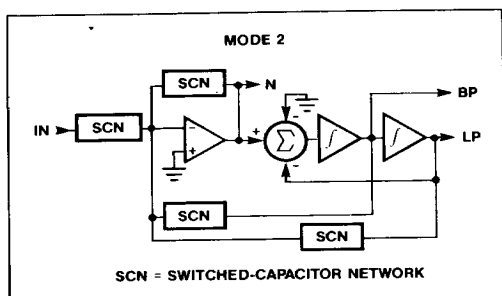 MODE 2
SCN
N
BP
IN
SCN
-
+
+
Σ
-
-
∫
∫
LP
SCN
SCN
SCN = SWITCHED-CAPACITOR NETWORK